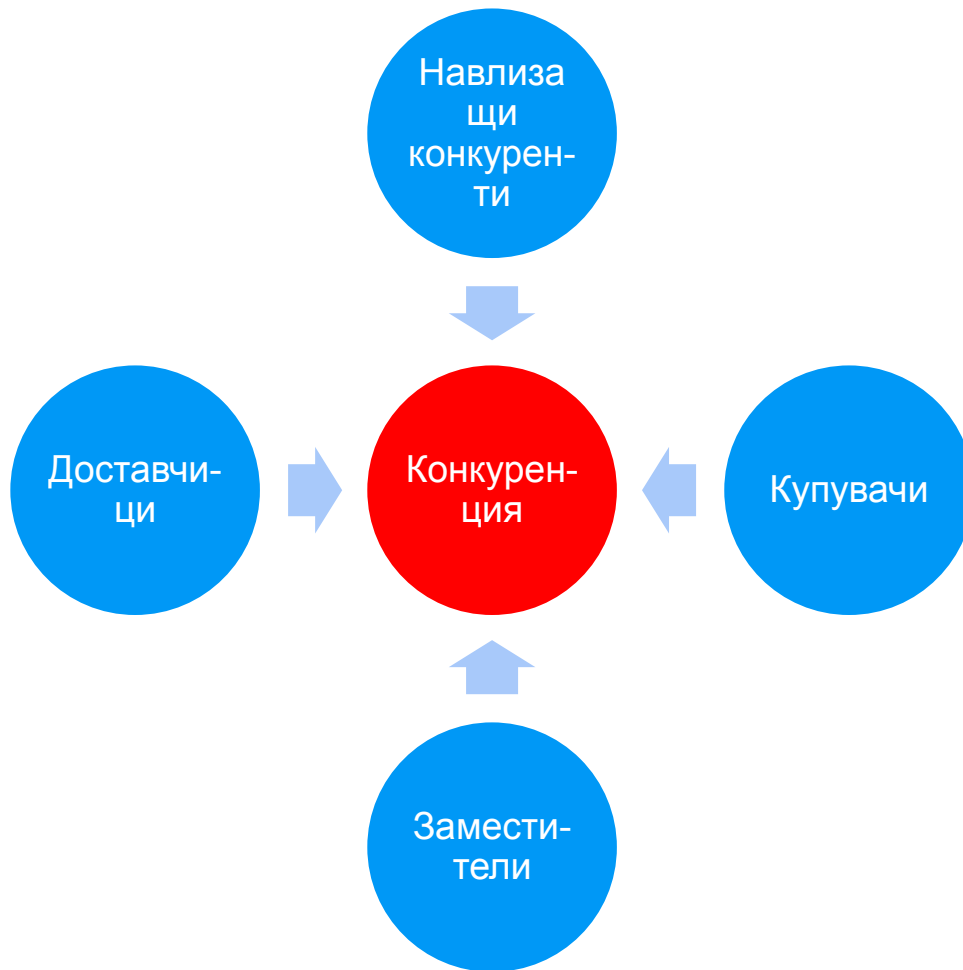 Навлиза
щи
конкурен-
ти
Доставчи-
ци
Конкурен-
ция
Купувачи
Замести-
тели